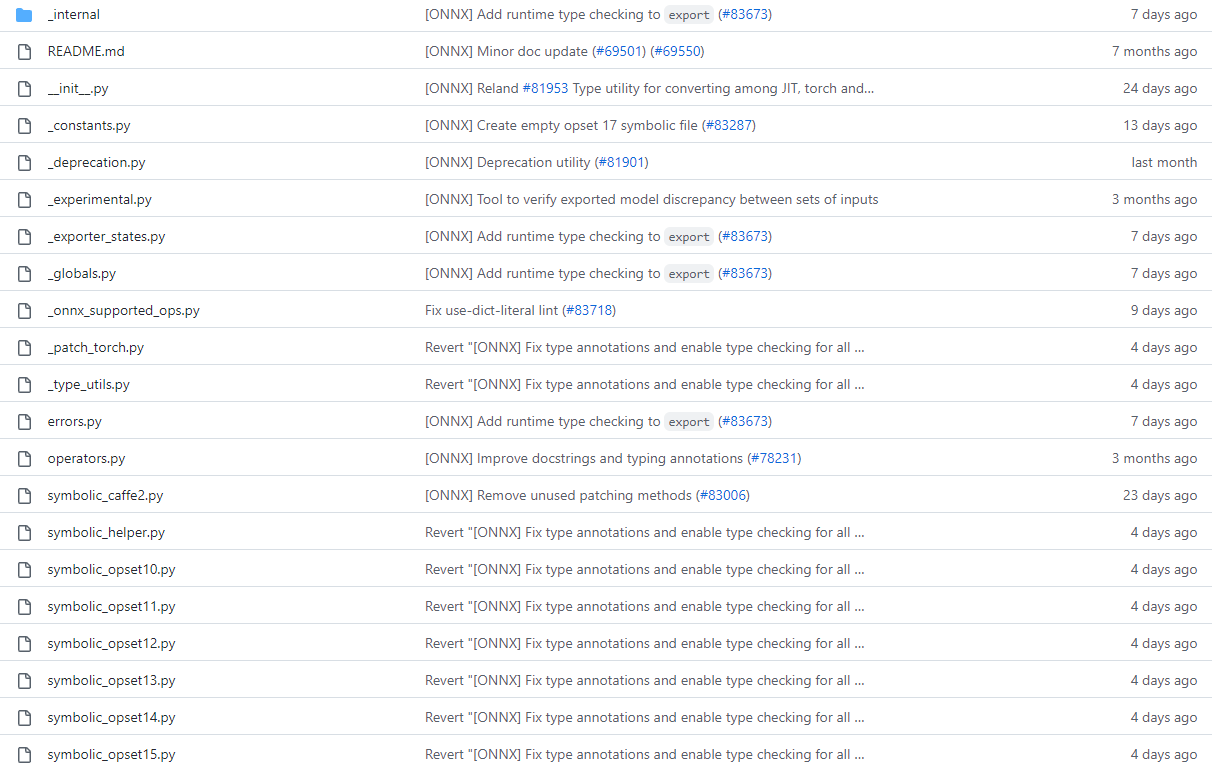 _internal [ONNX] Add runtime type checking to export (#83673) 7 days ago
README.md [ONNX] Minor doc update (#69501) (#69550) 7 months ago
__init__.py [ONNX] Reland #81953 Type utility for converting among JIT, torch and... 24 days ago
_constants.py [ONNX] Create empty opset 17 symbolic file (#83287) 13 days ago
_deprecation.py [ONNX] Deprecation utility (#81901) last month
_experimental.py [ONNX] Tool to verify exported model discrepancy between sets of inputs 3 months ago
_exporter_states.py [ONNX] Add runtime type checking to export (#83673) 7 days ago
_globals.py [ONNX] Add runtime type checking to export (#83673) 7 days ago
_onnx_supported_ops.py Fix use-dict-literal lint (#83718) 9 days ago
_patch_torch.py Revert "[ONNX] Fix type annotations and enable type checking for all ... 4 days ago
_type_utils.py Revert "[ONNX] Fix type annotations and enable type checking for all ... 4 days ago
errors.py [ONNX] Add runtime type checking to export (#83673) 7 days ago
operators.py [ONNX] Improve docstrings and typing annotations (#78231) 3 months ago
symbolic_caffe2.py [ONNX] Remove unused patching methods (#83006) 23 days ago
symbolic_helper.py Revert "[ONNX] Fix type annotations and enable type checking for all ... 4 days ago
symbolic_opset10.py Revert "[ONNX] Fix type annotations and enable type checking for all ... 4 days ago
symbolic_opset11.py Revert "[ONNX] Fix type annotations and enable type checking for all ... 4 days ago
symbolic_opset12.py Revert "[ONNX] Fix type annotations and enable type checking for all ... 4 days ago
symbolic_opset13.py Revert "[ONNX] Fix type annotations and enable type checking for all ... 4 days ago
symbolic_opset14.py Revert "[ONNX] Fix type annotations and enable type checking for all ... 4 days ago
symbolic_opset15.py Revert "[ONNX] Fix type annotations and enable type checking for all ... 4 days ago